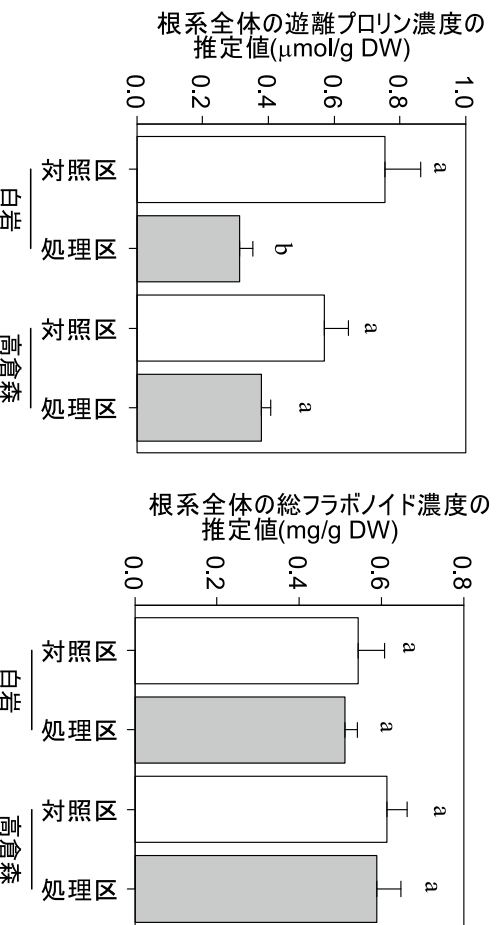 根系全体の遊離プロリン濃度の
推定値(μmol/g DW)
0.0
0.2
0.4
0.6
0.8
1.0
a
b
a
a
対照区
処理区
対照区
処理区
白岩
高倉森
根系全体の総フラボノイド濃度の
推定値(mg/g DW)
0.0
0.2
0.4
0.6
0.8
a
a
a
a
対照区
処理区
対照区
処理区
白岩
高倉森